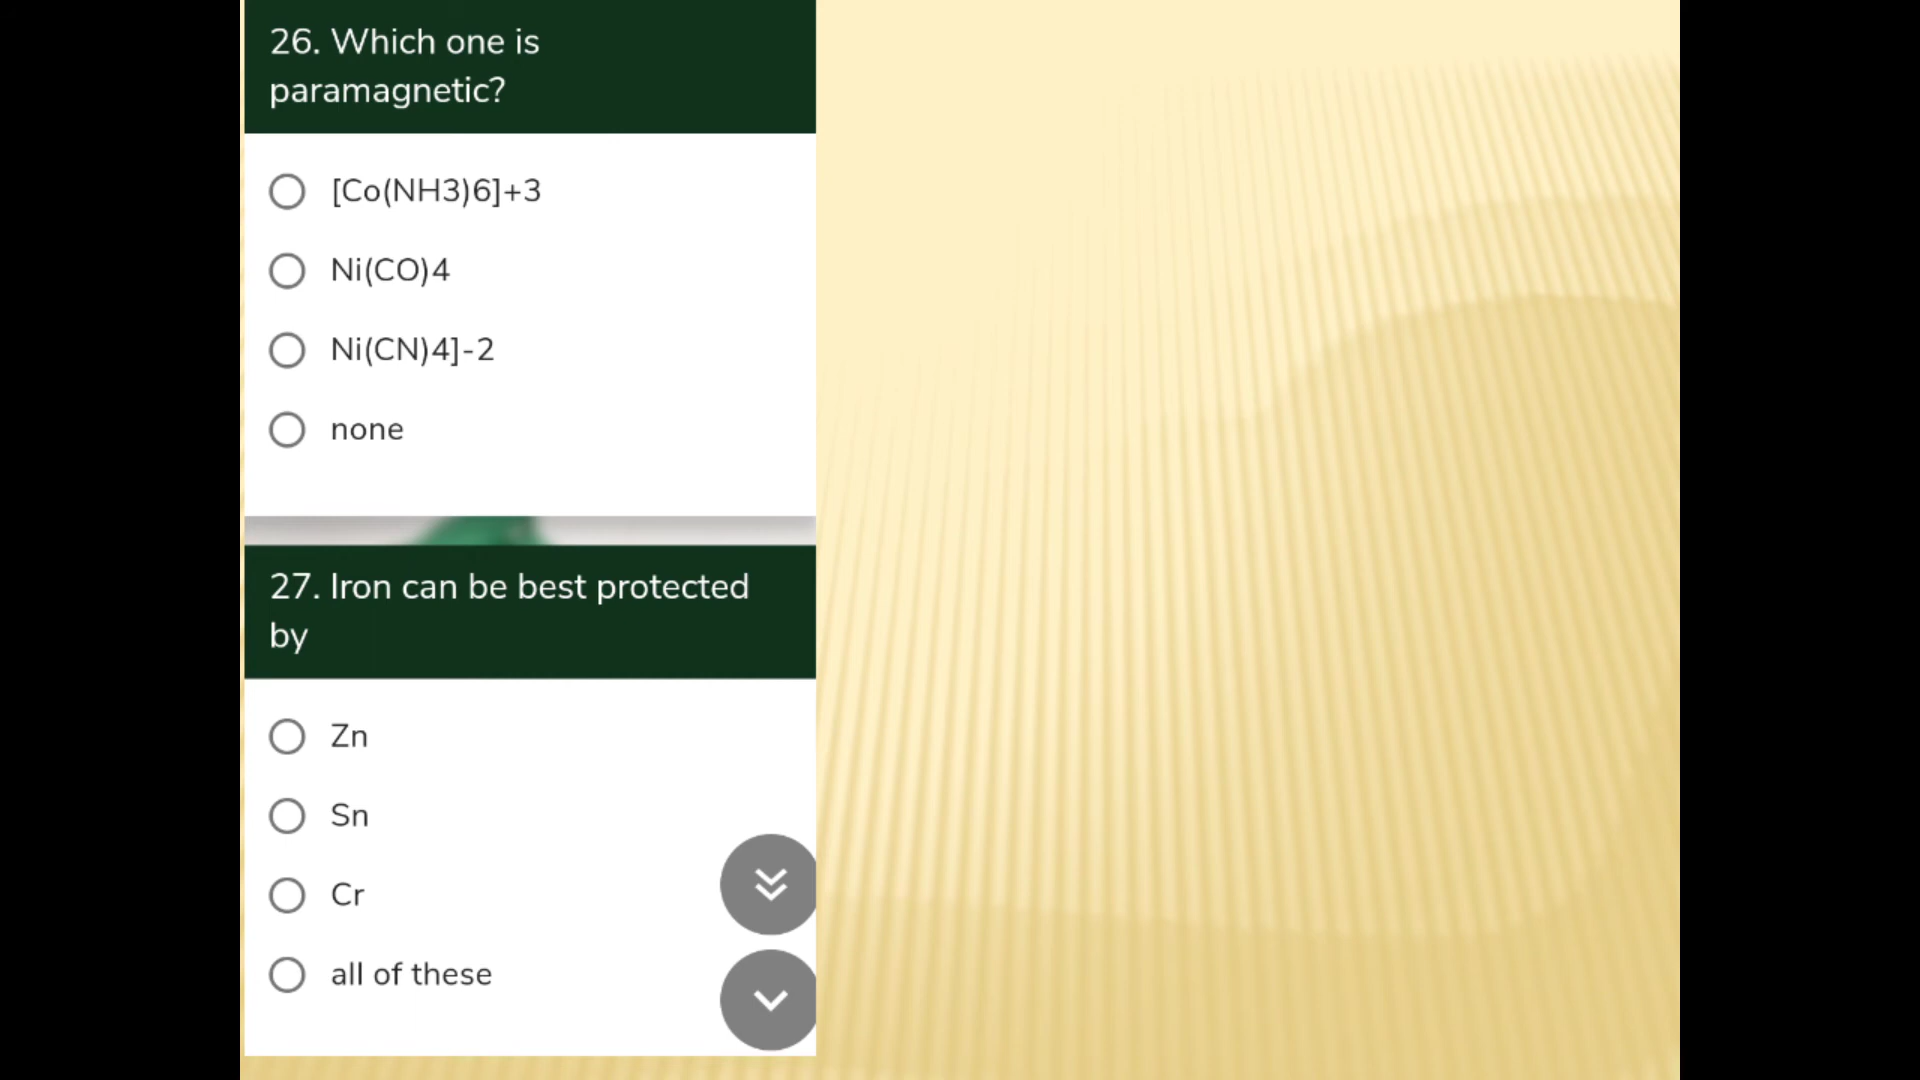 26. Which one is
paramagnetic?
[Co(NH3)6]+3
Ni(CO)4
Ni(CN)4]-2
none
27. Iron can be best protected
by
Zn
Sn
Cr
all of these